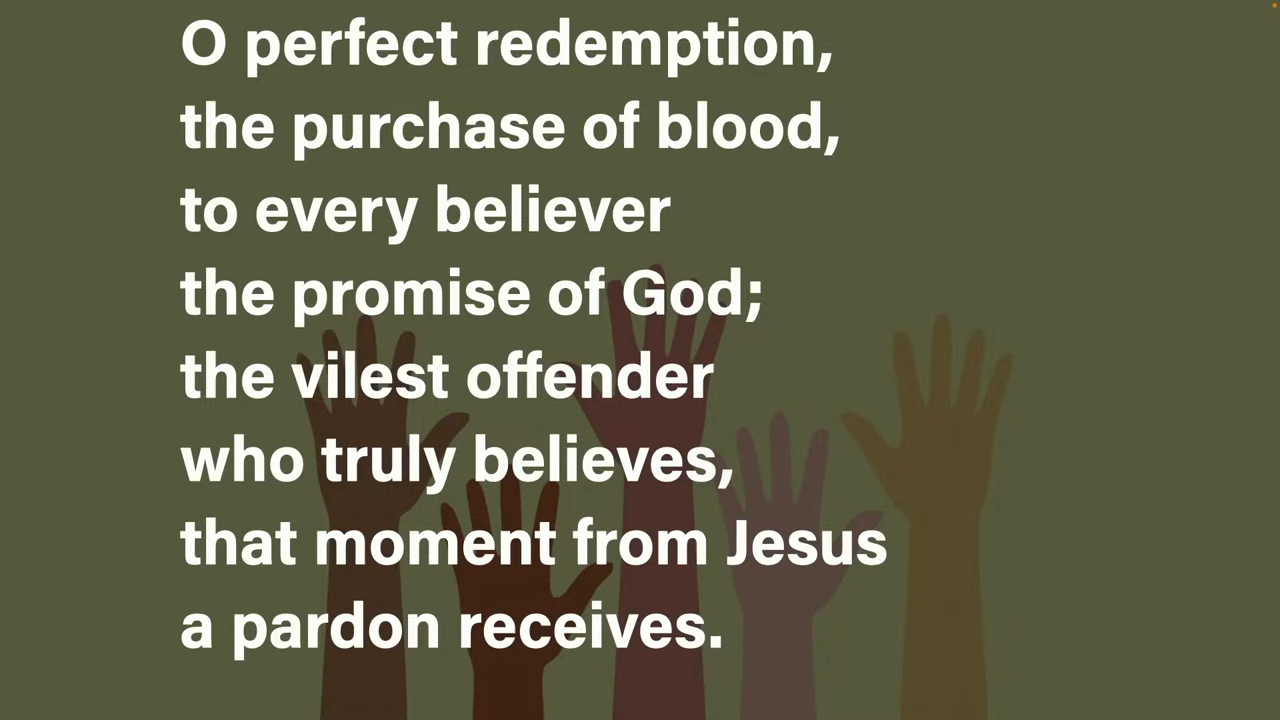 O perfect redemption,
the purchase of blood,
to every believer
the promise of God;
the vilest offender
who truly believes,
that moment from Jesus
a pardon receives.